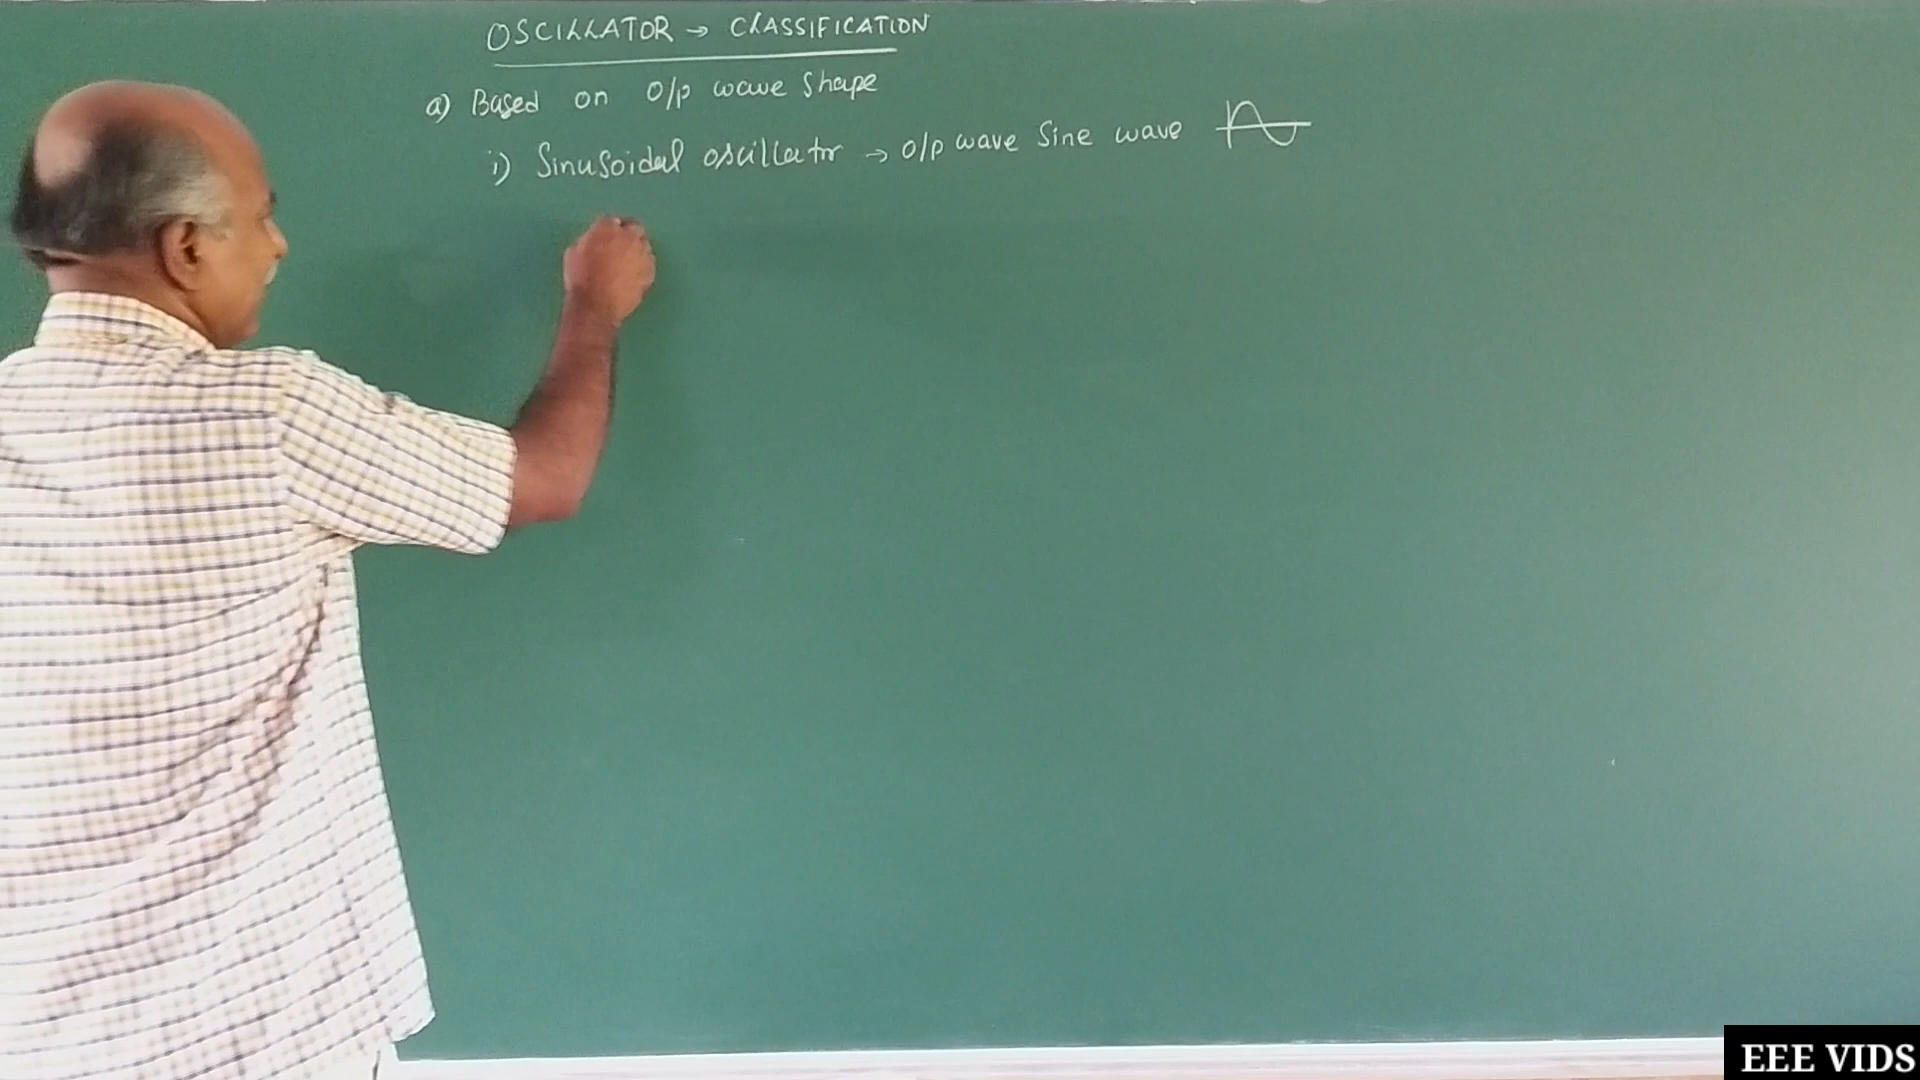 OSCILLATOR → CLASSIFICATION
a) Based on O/p wave shape
i) Sinusoidal oscillator → O/p wave Sine wave
EEE VIDS